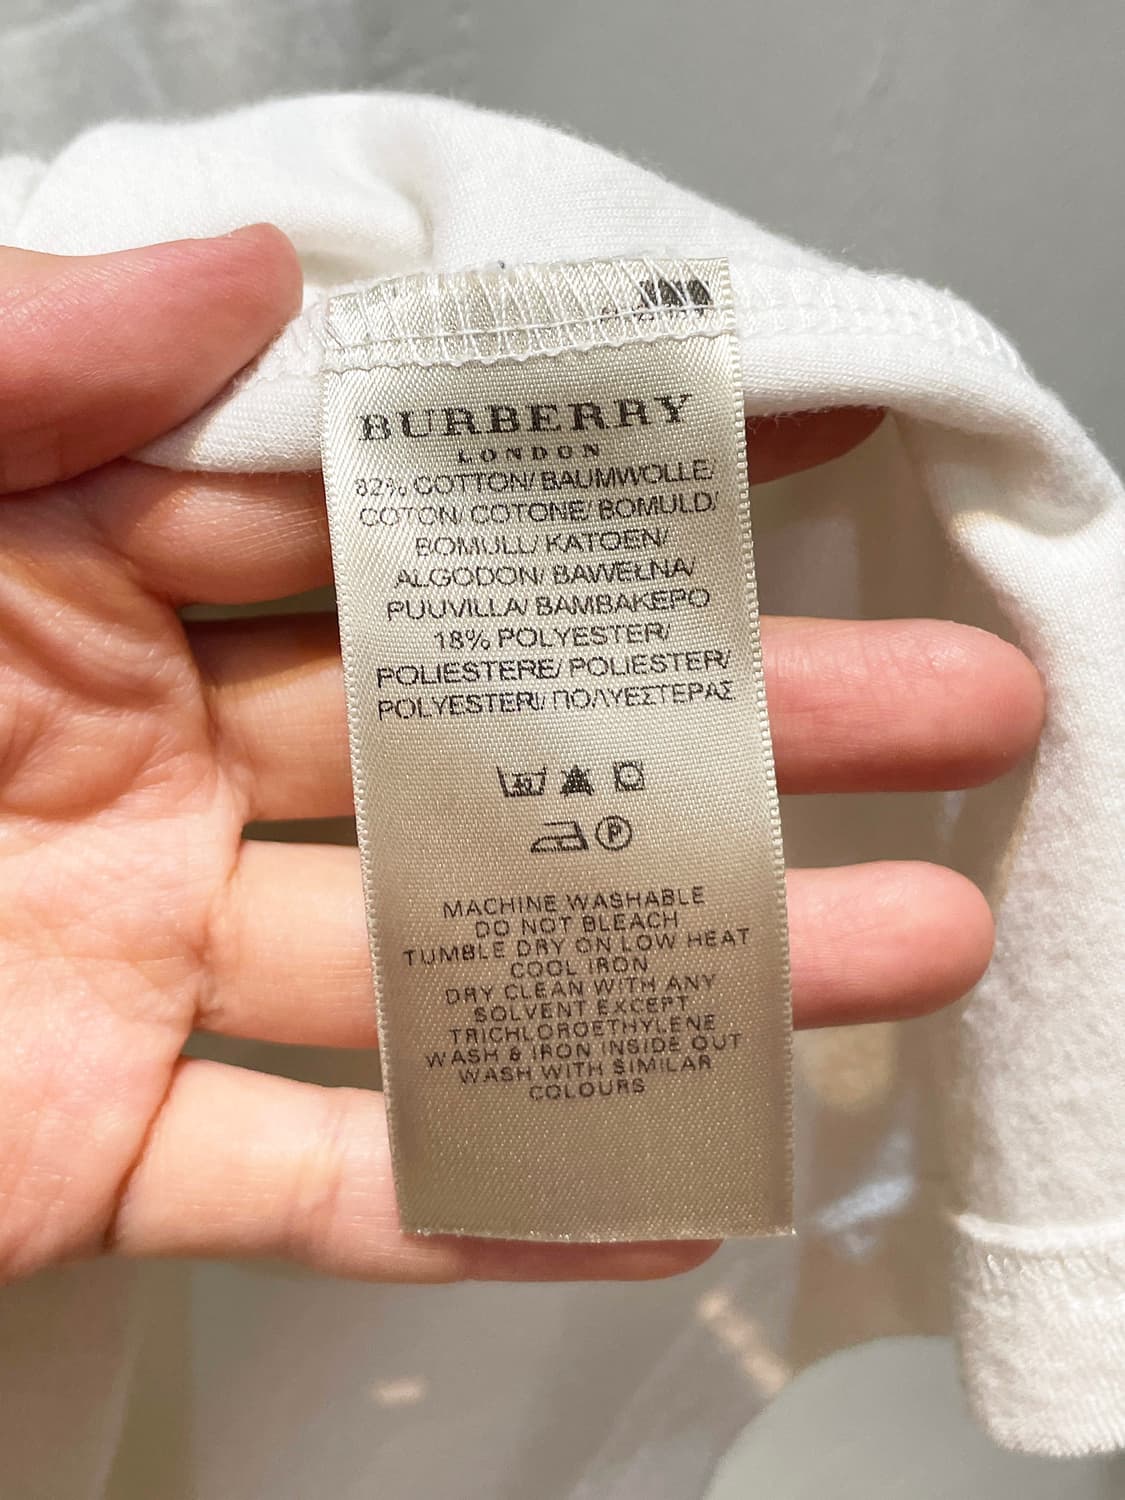 BURBERRY
LONDON
82% COTTON/ BAUMWOLLE/
COTON/ COTONE/ BOMULD/
BOMULL/ KATOEN/
ALGODON/ BAWEŁNA/
PUUVILLA/ ΒΑΜΒΑΚΕΡΟ
18% POLYESTER/
POLIESTERE/ POLIESTER/
POLYESTERI/ ΠΟΛΥΕΣΤΕΡΑΣ
P
MACHINE WASHABLE
DO NOT BLEACH
TUMBLE DRY ON LOW HEAT
COOL IRON
DRY CLEAN WITH ANY
SOLVENT EXCEPT
TRICHLOROETHYLENE
WASH & IRON INSIDE OUT
WASH WITH SIMILAR
COLOURS